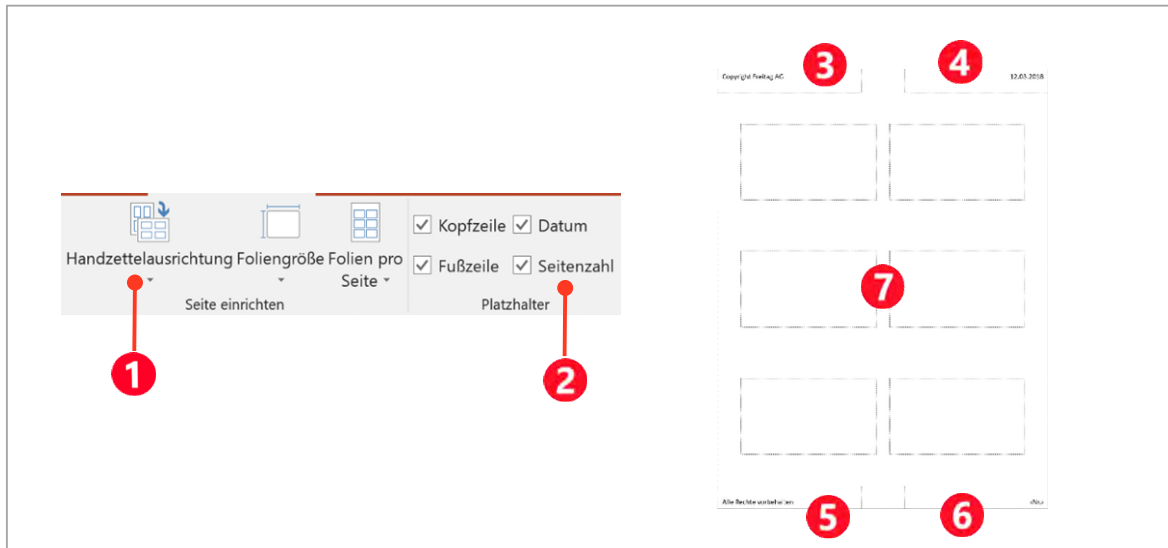 3
4
Copyright Freitag AG
12.03.2018
Kopfzeile
Datum
Handzettelausrichtung
Foliengröße
Folien pro
Seite
Fußzeile
Seitenzahl
Seite einrichten
Platzhalter
7
1
2
Alle Rechte vorbehalten
‹Nr.›
5
6